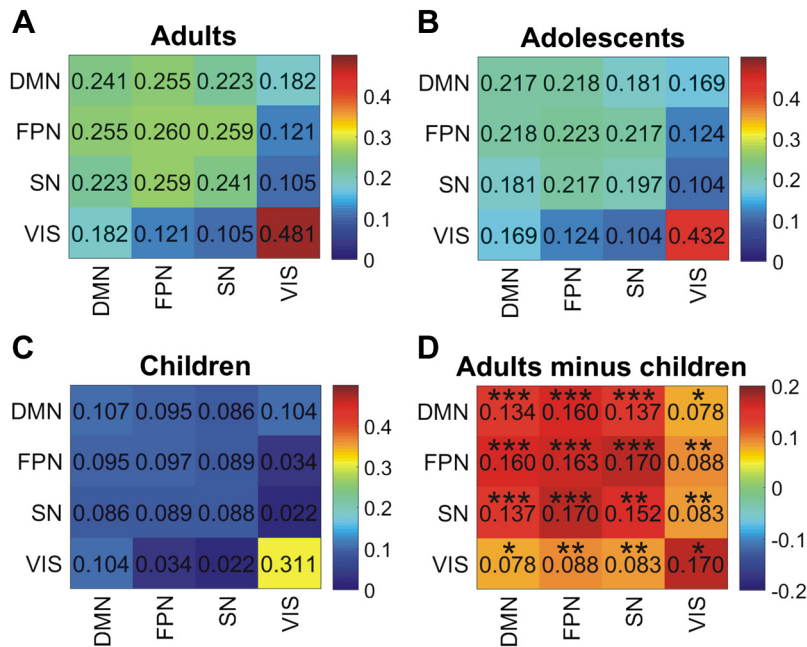 A
Adults
DMN 0.241 0.255 0.223 0.182
FPN 0.255 0.260 0.259 0.121
SN 0.223 0.259 0.241 0.105
VIS 0.182 0.121 0.105 0.481
DMN FPN SN VIS
0.4
0.3
0.2
0.1
0
B
Adolescents
DMN 0.217 0.218 0.181 0.169
FPN 0.218 0.223 0.217 0.124
SN 0.181 0.217 0.197 0.104
VIS 0.169 0.124 0.104 0.432
DMN FPN SN VIS
0.4
0.3
0.2
0.1
0
C
Children
DMN 0.107 0.095 0.086 0.104
FPN 0.095 0.097 0.089 0.034
SN 0.086 0.089 0.088 0.022
VIS 0.104 0.034 0.022 0.311
DMN FPN SN VIS
0.4
0.3
0.2
0.1
0
D
Adults minus children
*** *** *** *
DMN 0.134 0.160 0.137 0.078
*** *** *** **
FPN 0.160 0.163 0.170 0.088
*** *** ** **
SN 0.137 0.170 0.152 0.083
* ** ** *
VIS 0.078 0.088 0.083 0.170
DMN FPN SN VIS
0.2
0.1
0
-0.1
-0.2